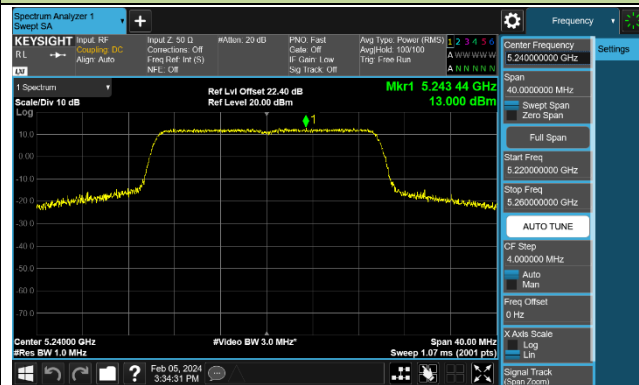 Spectrum Analyzer 1
Swept SA
+
Frequency
KEYSIGHT
RL
LXI
Input: RF
Coupling: DC
Align: Auto
Input Z: 50 Ω
Corrections: Off
Freq Ref: Int (S)
NFE: Off
#Atten: 20 dB
PNO: Fast
Gate: Off
IF Gain: Low
Sig Track: Off
Avg Type: Power (RMS)
Avg|Hold: 100/100
Trig: Free Run
1 2 3 4 5 6
A W W W W W
A N N N N N
1 Spectrum
Scale/Div 10 dB
Log
Ref Lvl Offset 22.40 dB
Ref Level 20.00 dBm
Mkr1 5.243 44 GHz
13.000 dBm
1
10.0
0.00
-10.0
-20.0
-30.0
-40.0
-50.0
-60.0
-70.0
Center 5.24000 GHz
#Res BW 1.0 MHz
#Video BW 3.0 MHz*
Span 40.00 MHz
Sweep 1.07 ms (2001 pts)
Center Frequency
5.240000000 GHz
Settings
Span
40.0000000 MHz
Swept Span
Zero Span
Full Span
Start Freq
5.220000000 GHz
Stop Freq
5.260000000 GHz
AUTO TUNE
CF Step
4.000000 MHz
Auto
Man
Freq Offset
0 Hz
X Axis Scale
Log
Lin
Signal Track
(Span Zoom)
?
Feb 05, 2024
3:34:31 PM